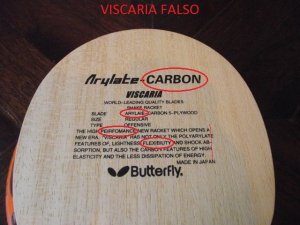 VISCARIA FALSO
Arylate-CARBON
VISCARIA
WORLD-LEADING QUALITY BLADES
SHAKE RACKET
BLADE ARYLATE-CARBON 5-PLYWOOD
SIZE REGULAR
TYPE OFFENSIVE
THE HIGH PERFOMANCE NEW RACKET WHICH OPENS A
NEW ERA. "VISCARIA" HAS NOT ONLY THE POLYARYLATE
FEATURES OF, LIGHTNESS, FLEXIBILITY AND SHOCK AB-
SORPTION, BUT ALSO THE CARBON FEATURES OF HIGH
ELASTICITY AND THE LESS DISSIPATION OF ENERGY.
Butterfly.
MADE IN JAPAN